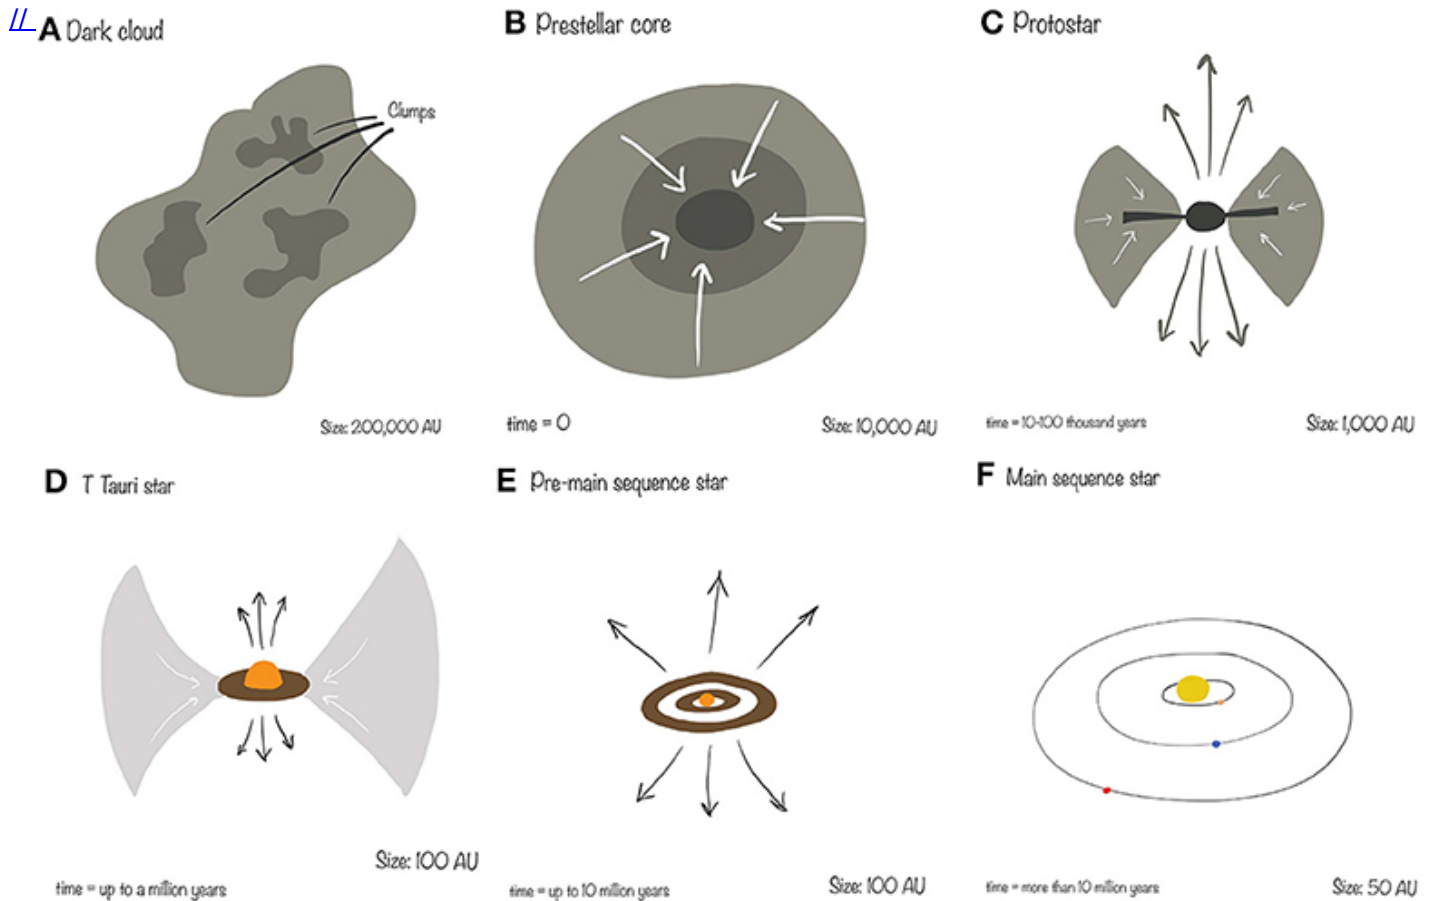 //
A Dark cloud
Clumps
Size: 200,000 AU
B Prestellar core
time = 0
Size: 10,000 AU
C Protostar
time = 10-100 thousand years
Size: 1,000 AU
D T Tauri star
Size: 100 AU
time = up to a million years
E Pre-main sequence star
time = up to 10 million years
Size: 100 AU
F Main sequence star
time = more than 10 million years
Size: 50 AU